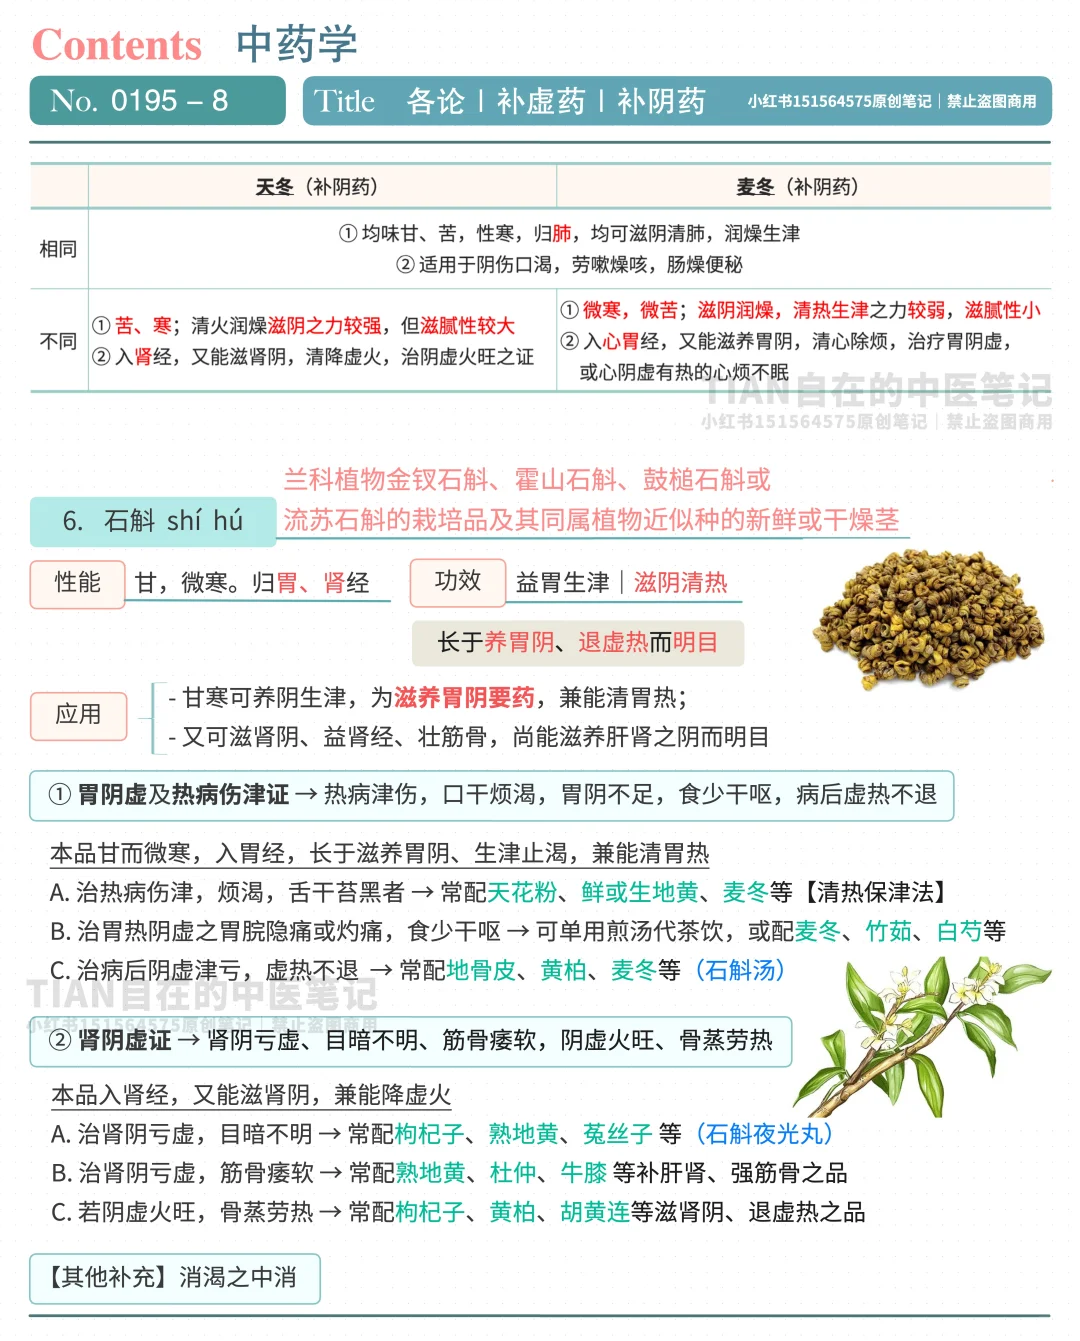 Contents 中药学
No. 0195 – 8
Title 各论｜补虚药｜补阴药 小红书151564575原创笔记｜禁止盗图商用
天冬（补阴药） 麦冬（补阴药）
相同
① 均味甘、苦，性寒，归肺，均可滋阴清肺，润燥生津
② 适用于阴伤口渴，劳嗽燥咳，肠燥便秘
不同
① 苦、寒；清火润燥滋阴之力较强，但滋腻性较大
② 入肾经，又能滋肾阴，清降虚火，治阴虚火旺之证
① 微寒，微苦；滋阴润燥，清热生津之力较弱，滋腻性小
② 入心胃经，又能滋养胃阴，清心除烦，治疗胃阴虚，
或心阴虚有热的心烦不眠
TIAN自在的中医笔记
小红书151564575原创笔记｜禁止盗图商用
兰科植物金钗石斛、霍山石斛、鼓槌石斛或
6. 石斛 shí hú 流苏石斛的栽培品及其同属植物近似种的新鲜或干燥茎
性能 甘，微寒。归胃、肾经 功效 益胃生津｜滋阴清热
长于养胃阴、退虚热而明目
应用
- 甘寒可养阴生津，为滋养胃阴要药，兼能清胃热；
- 又可滋肾阴、益肾经、壮筋骨，尚能滋养肝肾之阴而明目
① 胃阴虚及热病伤津证 → 热病津伤，口干烦渴，胃阴不足，食少干呕，病后虚热不退
本品甘而微寒，入胃经，长于滋养胃阴、生津止渴，兼能清胃热
A. 治热病伤津，烦渴，舌干苔黑者 → 常配天花粉、鲜或生地黄、麦冬等【清热保津法】
B. 治胃热阴虚之胃脘隐痛或灼痛，食少干呕 → 可单用煎汤代茶饮，或配麦冬、竹茹、白芍等
C. 治病后阴虚津亏，虚热不退 → 常配地骨皮、黄柏、麦冬等（石斛汤）
TIAN自在的中医笔记
小红书151564575原创笔记｜禁止盗图商用
② 肾阴虚证 → 肾阴亏虚、目暗不明、筋骨痿软，阴虚火旺、骨蒸劳热
本品入肾经，又能滋肾阴，兼能降虚火
A. 治肾阴亏虚，目暗不明 → 常配枸杞子、熟地黄、菟丝子 等（石斛夜光丸）
B. 治肾阴亏虚，筋骨痿软 → 常配熟地黄、杜仲、牛膝 等补肝肾、强筋骨之品
C. 若阴虚火旺，骨蒸劳热 → 常配枸杞子、黄柏、胡黄连等滋肾阴、退虚热之品
【其他补充】消渴之中消